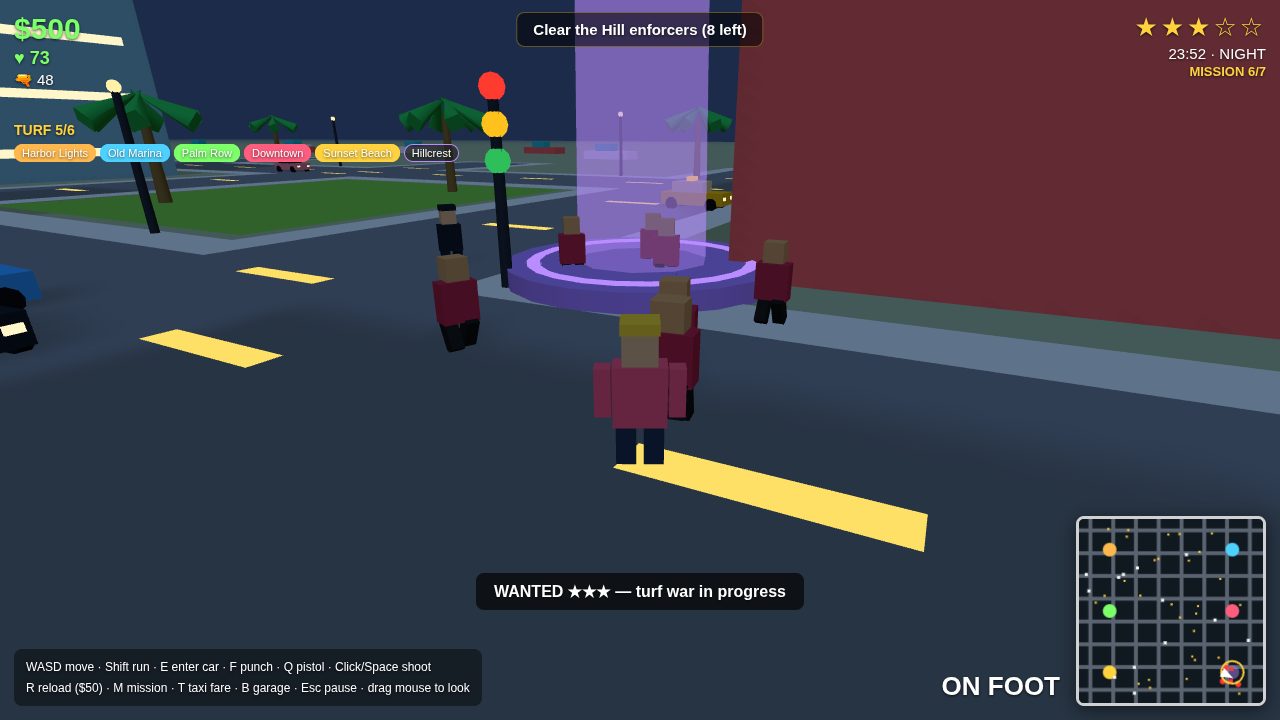 $500
♥ 73
🔫 48
TURF 5/6
Harbor Lights Old Marina Palm Row Downtown Sunset Beach Hillcrest
Clear the Hill enforcers (8 left)
★★★☆☆
23:52 · NIGHT
MISSION 6/7
WANTED ★★★ — turf war in progress
WASD move · Shift run · E enter car · F punch · Q pistol · Click/Space shoot
R reload ($50) · M mission · T taxi fare · B garage · Esc pause · drag mouse to look
ON FOOT